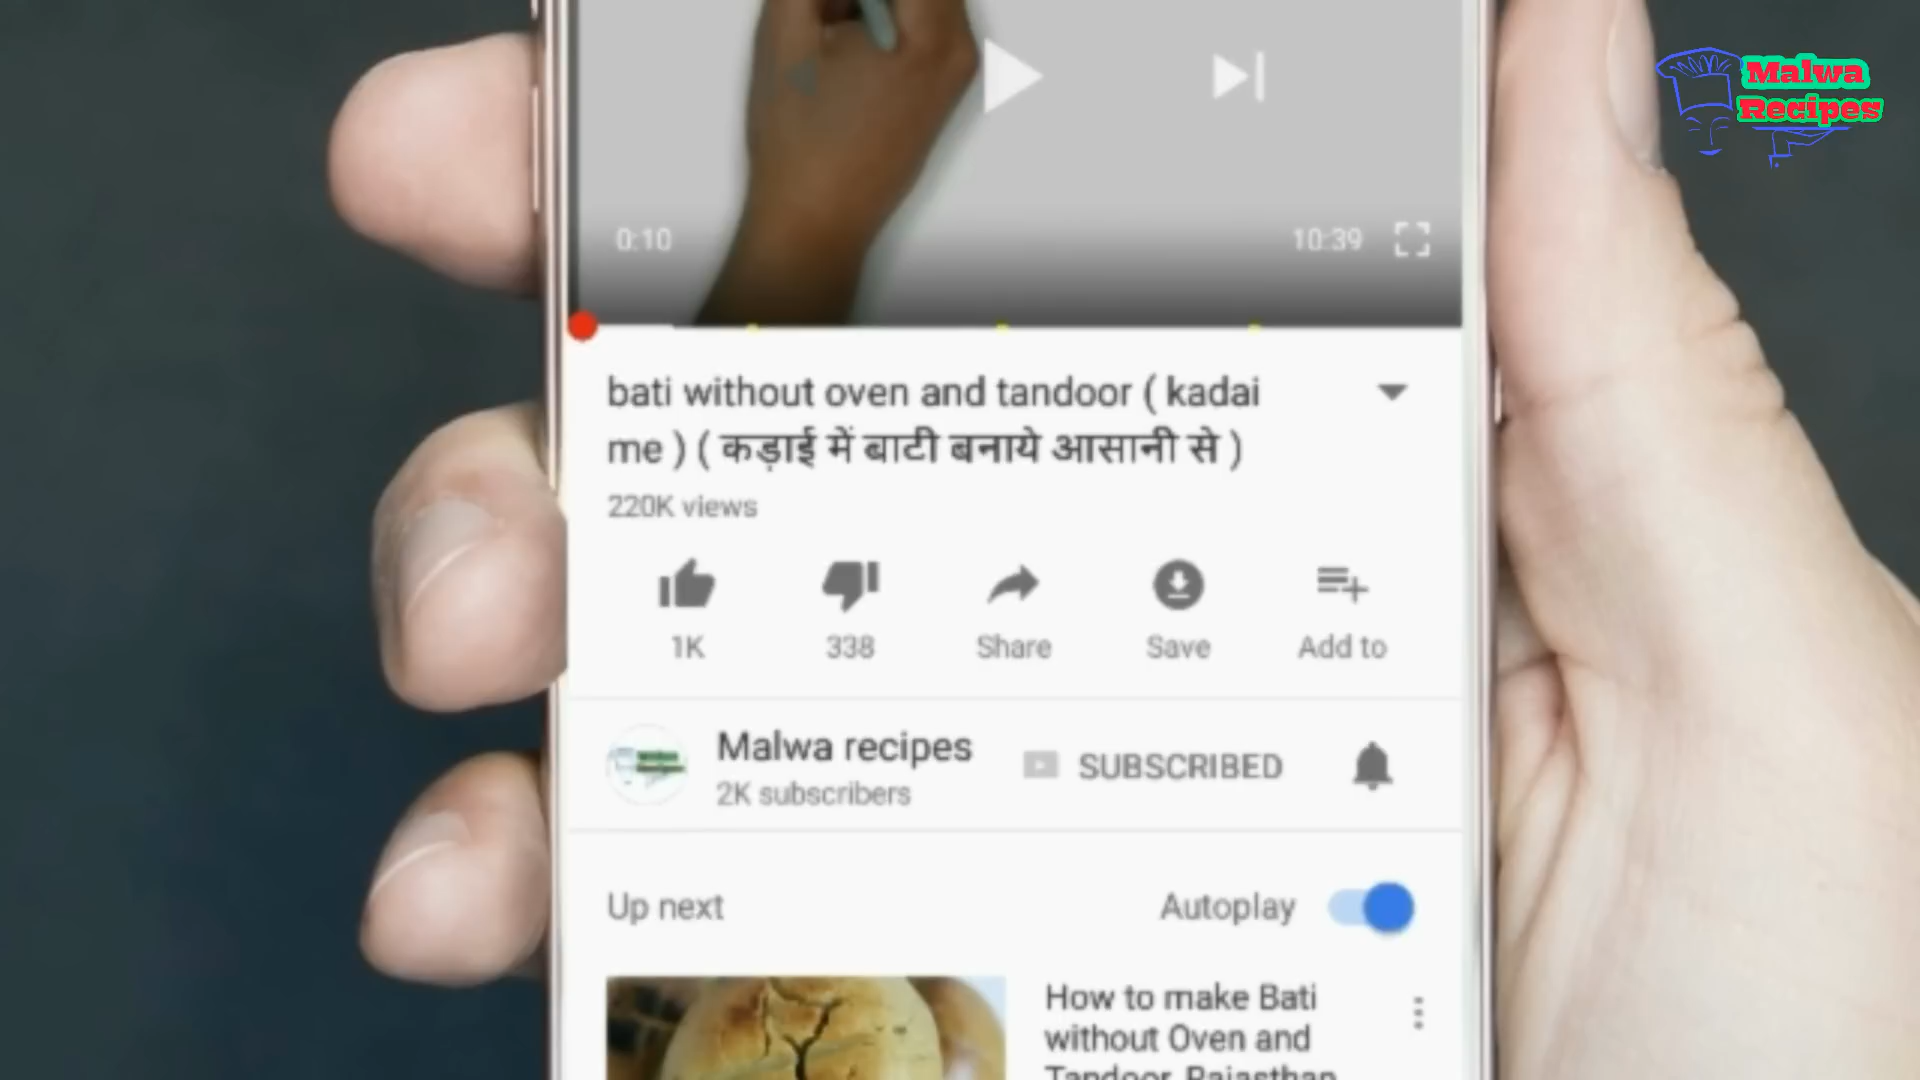 Malwa
Recipes
0:10
10:39
bati without oven and tandoor ( kadai
me ) ( कड़ाई में बाटी बनाये आसानी से )
220K views
1K
338
Share
Save
Add to
Malwa recipes
2K subscribers
SUBSCRIBED
Up next
Autoplay
How to make Bati
without Oven and
Tandoor, Rajasthan